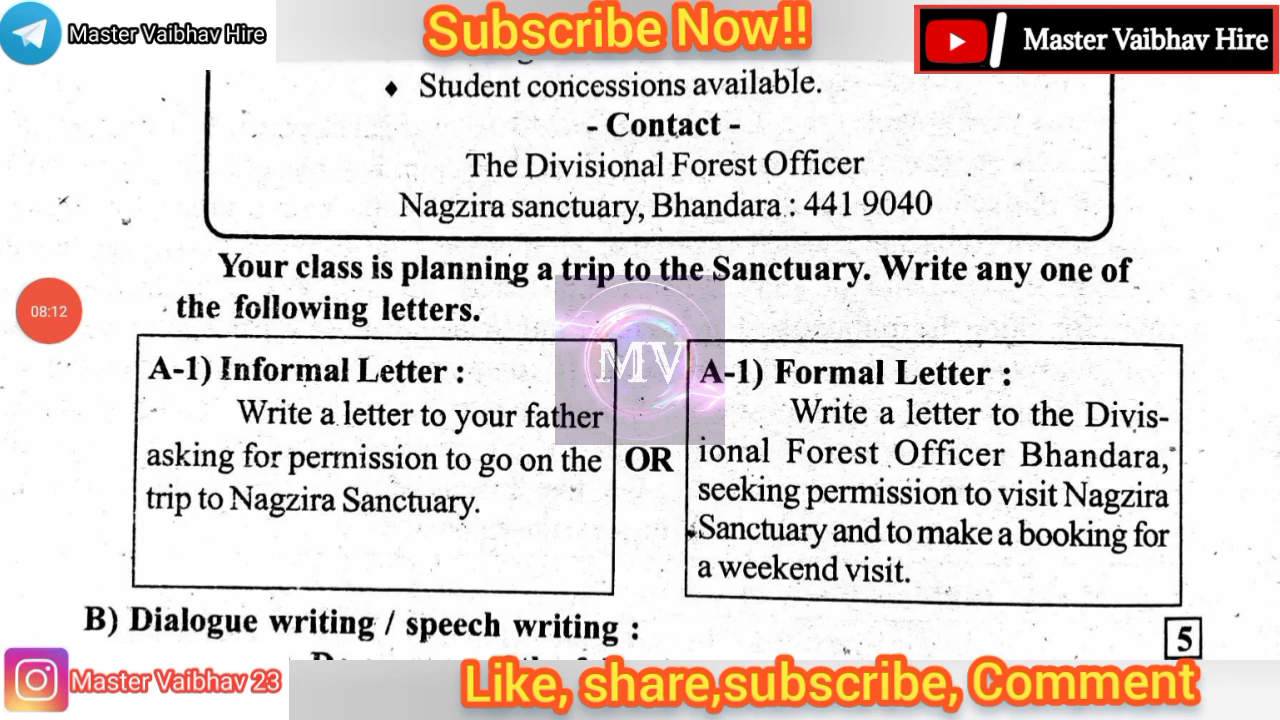 Master Vaibhav Hire
Subscribe Now!!
Master Vaibhav Hire
♦ Student concessions available.
- Contact -
The Divisional Forest Officer
Nagzira sanctuary, Bhandara : 441 9040
Your class is planning a trip to the Sanctuary. Write any one of
the following letters.
08:12
MV
A-1) Informal Letter :
Write a letter to your father
asking for permission to go on the
trip to Nagzira Sanctuary.
OR
A-1) Formal Letter :
Write a letter to the Divis-
ional Forest Officer Bhandara,
seeking permission to visit Nagzira
Sanctuary and to make a booking for
a weekend visit.
B) Dialogue writing / speech writing :
5
Master Vaibhav 23
Like, share,subscribe, Comment